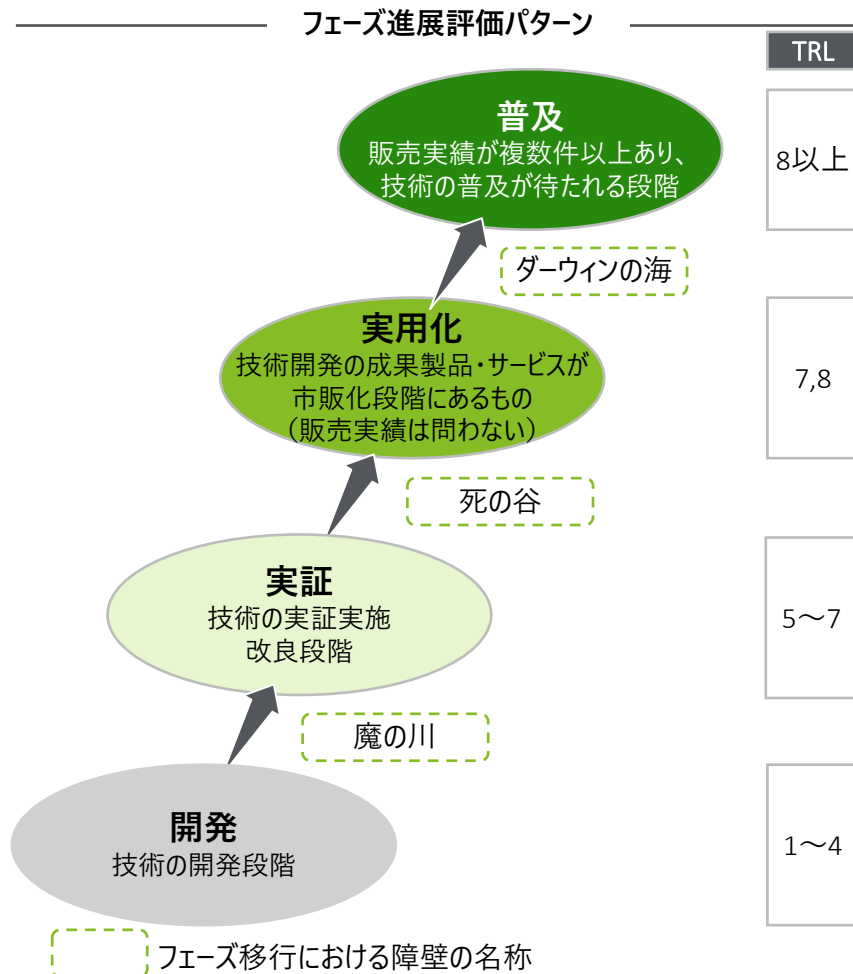 フェーズ進展評価パターン
TRL
普及
販売実績が複数件以上あり、
技術の普及が待たれる段階
8以上
ダーウィンの海
実用化
技術開発の成果製品・サービスが
市販化段階にあるもの
（販売実績は問わない）
7,8
死の谷
実証
技術の実証実施
改良段階
5～7
魔の川
開発
技術の開発段階
1～4
フェーズ移行における障壁の名称